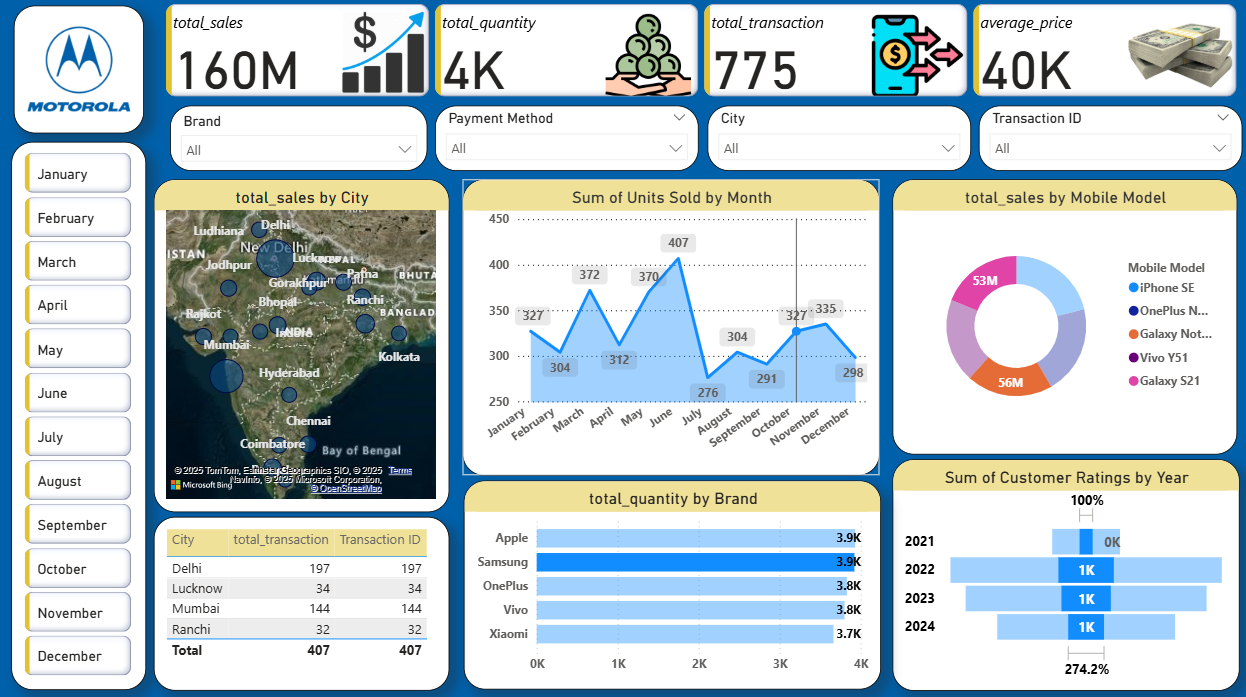 MOTOROLA
total_sales
160M
total_quantity
4K
total_transaction
775
average_price
40K
Brand
All
Payment Method
All
City
All
Transaction ID
All
January
February
March
April
May
June
July
August
September
October
November
December
total_sales by City
Ludhiana
Delhi
New Delhi
ISTAN
NEPAL
Jodhpur
Gorakhpur
Patna
BHUTA
Bhopal
Ranchi
Rajkot
BANGLAD
INDIA
Mumbai
Kolkata
Hyderabad
Chennai
Coimbatore
Bay of Bengal
© 2025 TomTom, Earthstar Geographics SIO, © 2025 Terms
Microsoft Bing
NavInfo, © 2025 Microsoft Corporation,
© OpenStreetMap
City total_transaction Transaction ID
Delhi 197 197
Lucknow 34 34
Mumbai 144 144
Ranchi 32 32
Total 407 407
Sum of Units Sold by Month
450
400
350
300
250
327
304
372
312
370
407
276
304
291
327
335
298
January
February
March
April
May
June
July
August
September
October
November
December
total_quantity by Brand
Apple 3.9K
Samsung 3.9K
OnePlus 3.8K
Vivo 3.8K
Xiaomi 3.7K
0K 1K 2K 3K 4K
total_sales by Mobile Model
53M
56M
Mobile Model
iPhone SE
OnePlus N...
Galaxy Not...
Vivo Y51
Galaxy S21
Sum of Customer Ratings by Year
100%
2021 0K
2022 1K
2023 1K
2024 1K
274.2%